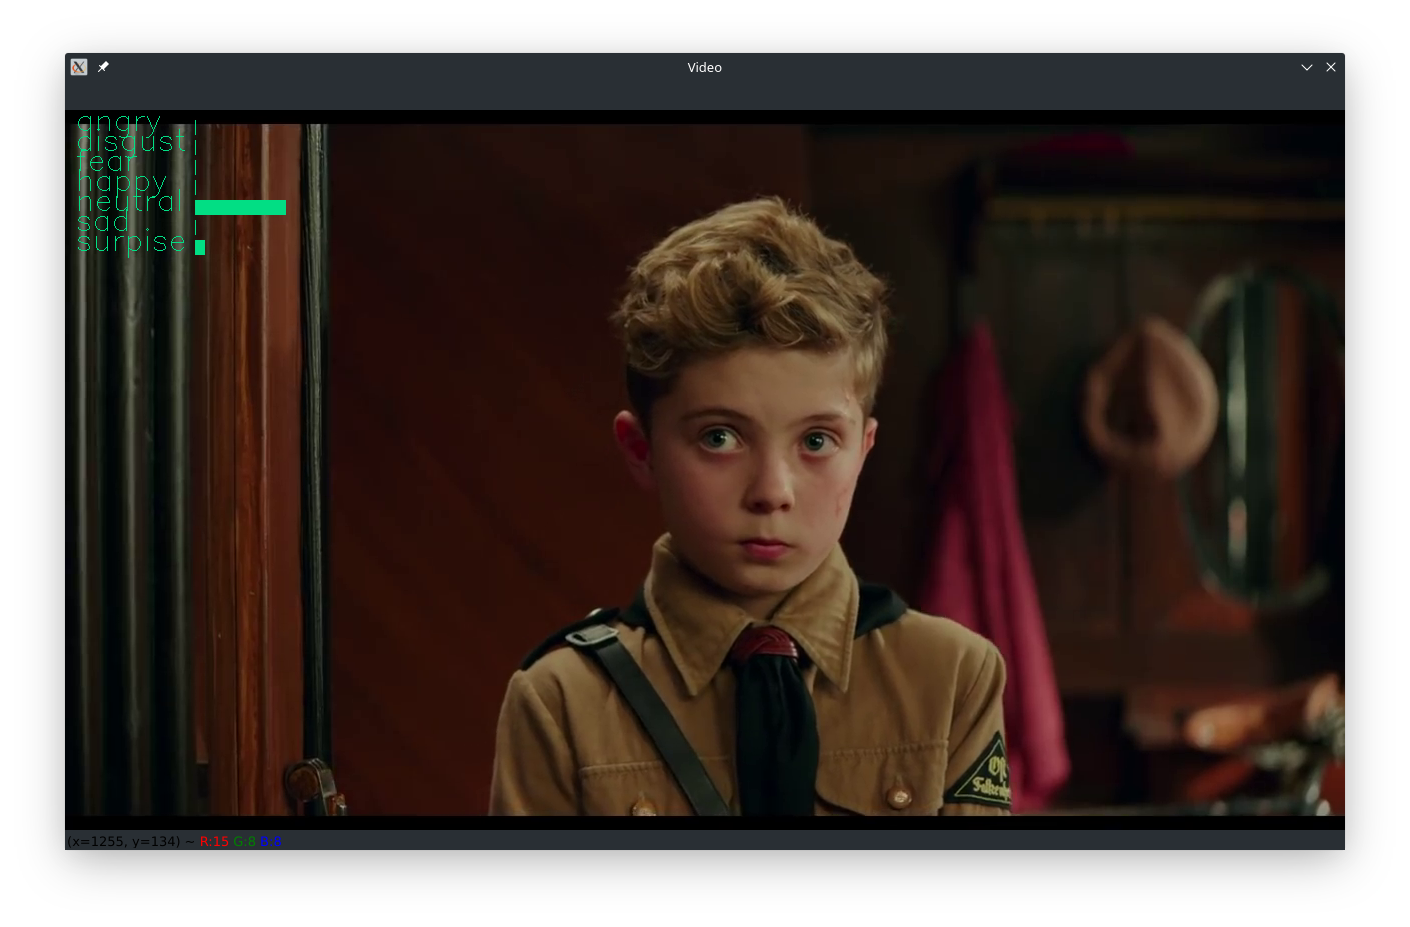 Video
angry
disgust
fear
happy
neutral
sad
surpise
(x=1255, y=134) ~ R:15 G:8 B:8